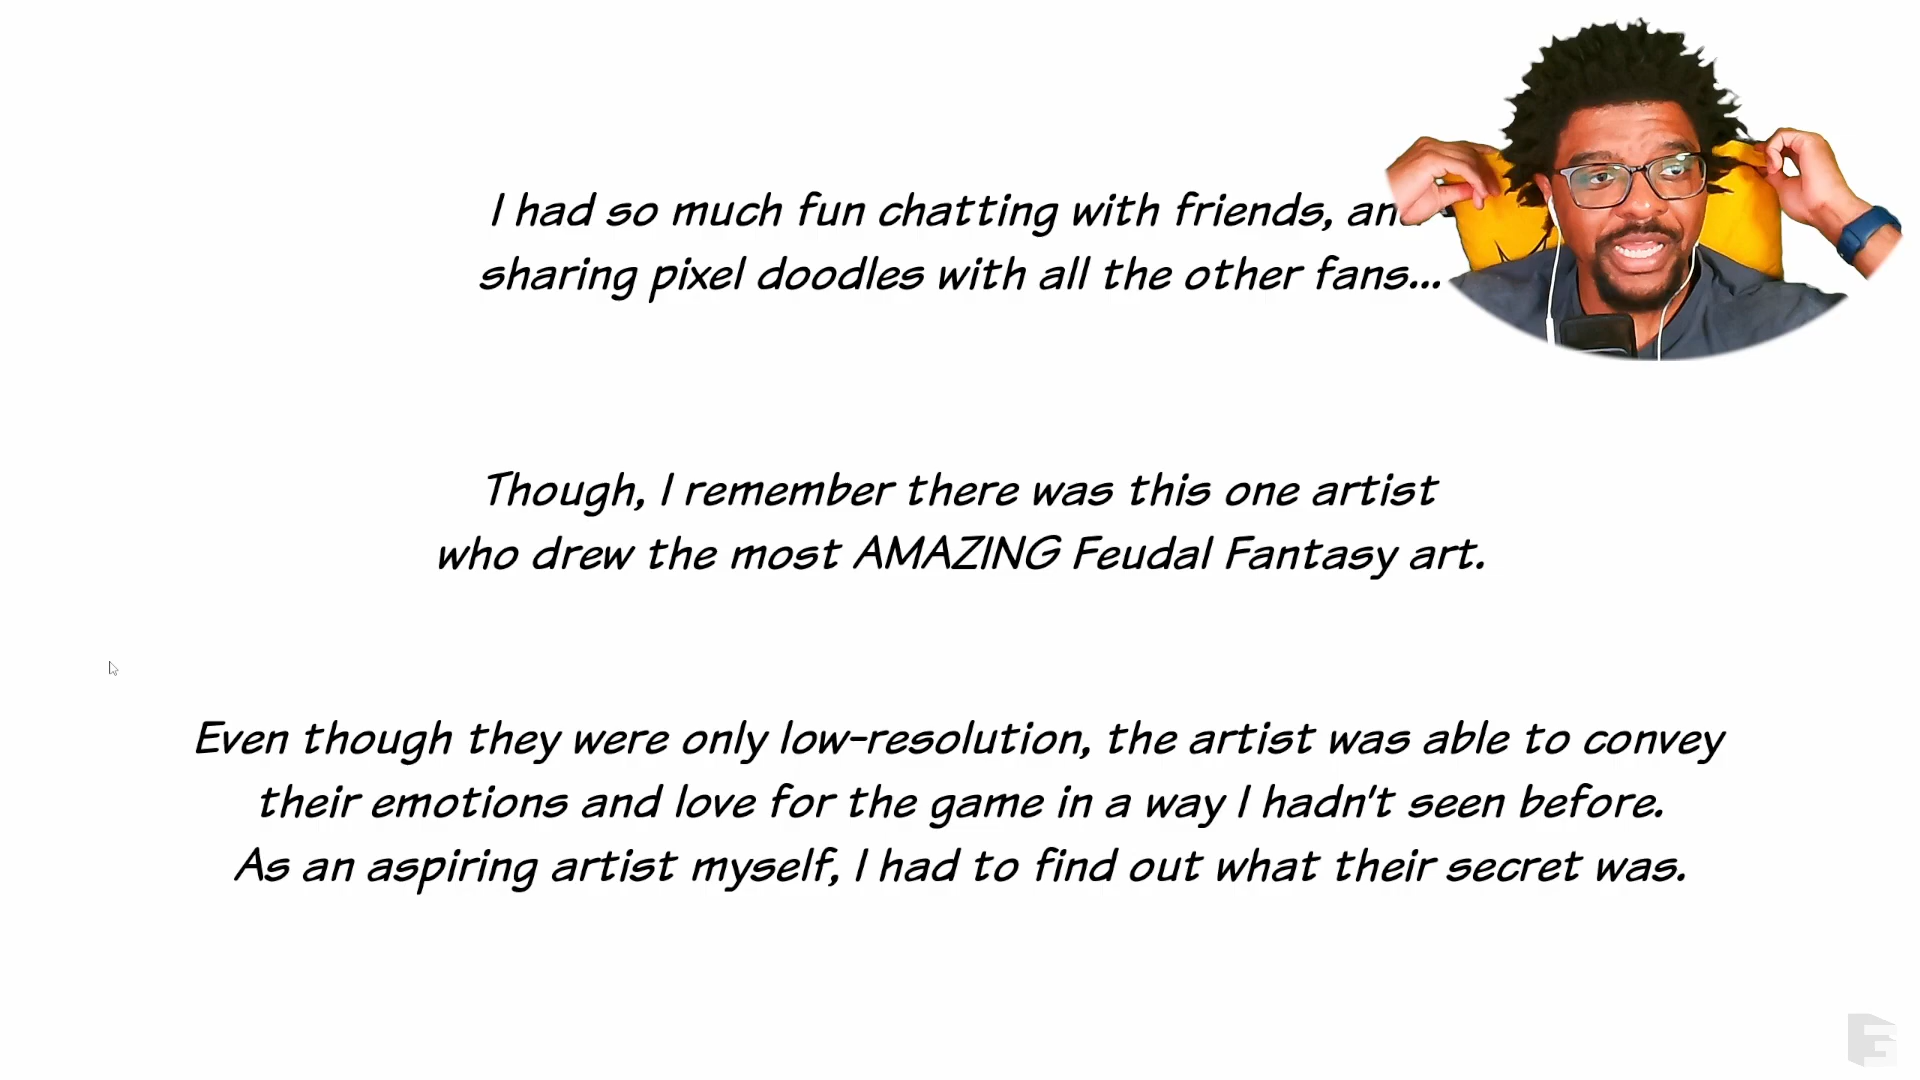 I had so much fun chatting with friends, an
sharing pixel doodles with all the other fans...
Though, I remember there was this one artist
who drew the most AMAZING Feudal Fantasy art.
Even though they were only low-resolution, the artist was able to convey
their emotions and love for the game in a way I hadn't seen before.
As an aspiring artist myself, I had to find out what their secret was.